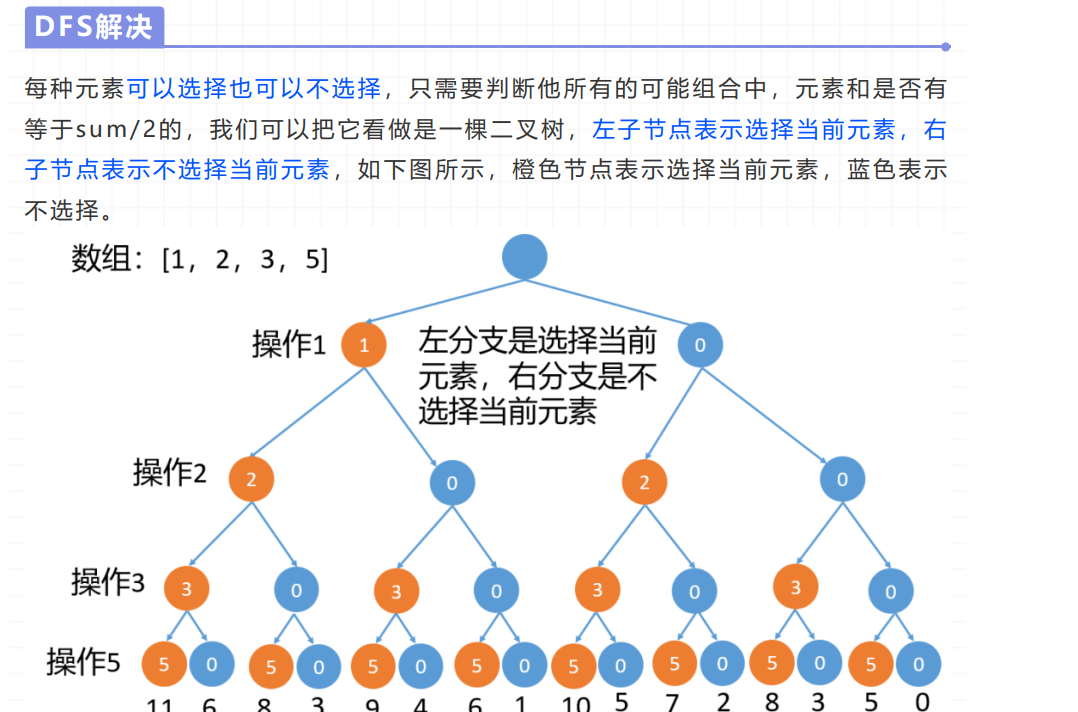 DFS解决
每种元素可以选择也可以不选择，只需要判断他所有的可能组合中，元素和是否有
等于sum/2的，我们可以把它看做是一棵二叉树，左子节点表示选择当前元素，右
子节点表示不选择当前元素，如下图所示，橙色节点表示选择当前元素，蓝色表示
不选择。
数组：[1，2，3，5]
操作1 1 0
左分支是选择当前
元素，右分支是不
选择当前元素
操作2 2 0 2 0
操作3 3 0 3 0 3 0 3 0
操作5 5 0 5 0 5 0 5 0 5 0 5 0 5 0 5 0
11 6 8 3 9 4 6 1 10 5 7 2 8 3 5 0